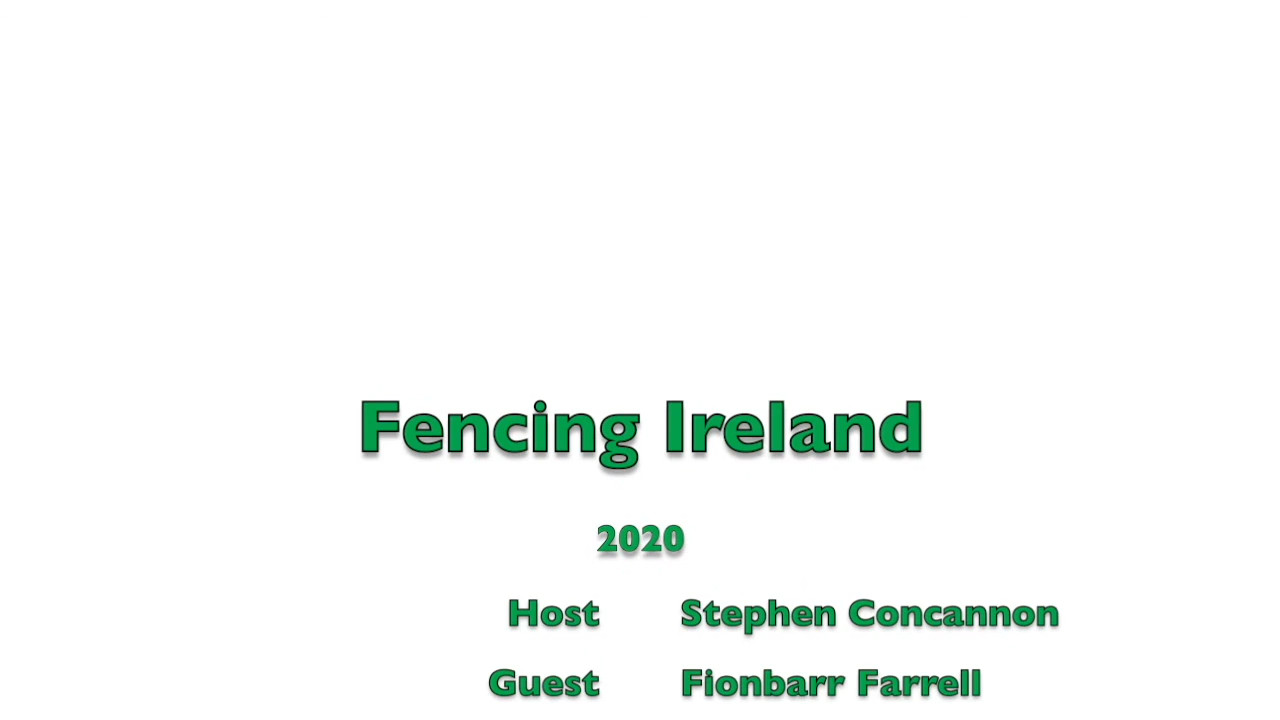 Fencing Ireland
2020
Host Stephen Concannon
Guest Fionbarr Farrell